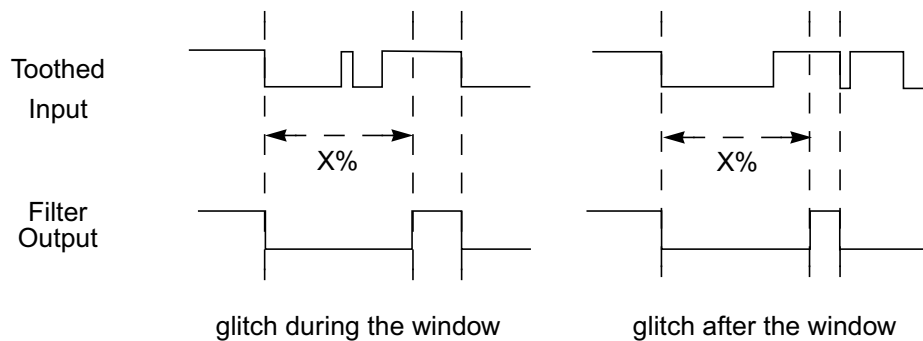 Toothed
Input
X%
X%
Filter
Output
glitch during the window
glitch after the window